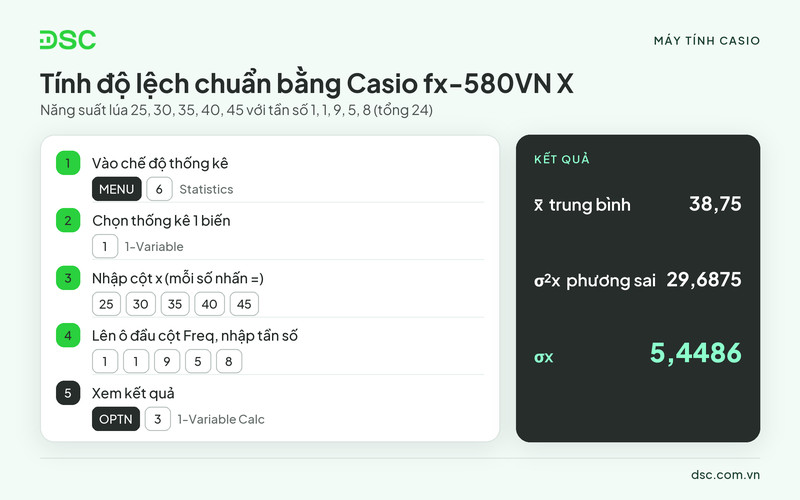 DSC
MÁY TÍNH CASIO
Tính độ lệch chuẩn bằng Casio fx-580VN X
Năng suất lúa 25, 30, 35, 40, 45 với tần số 1, 1, 9, 5, 8 (tổng 24)
1 Vào chế độ thống kê
MENU 6 Statistics
2 Chọn thống kê 1 biến
1 1-Variable
3 Nhập cột x (mỗi số nhấn =)
25 30 35 40 45
4 Lên ô đầu cột Freq, nhập tần số
1 1 9 5 8
5 Xem kết quả
OPTN 3 1-Variable Calc
KẾT QUẢ
x̄ trung bình 38,75
σ²x phương sai 29,6875
σx 5,4486
dsc.com.vn